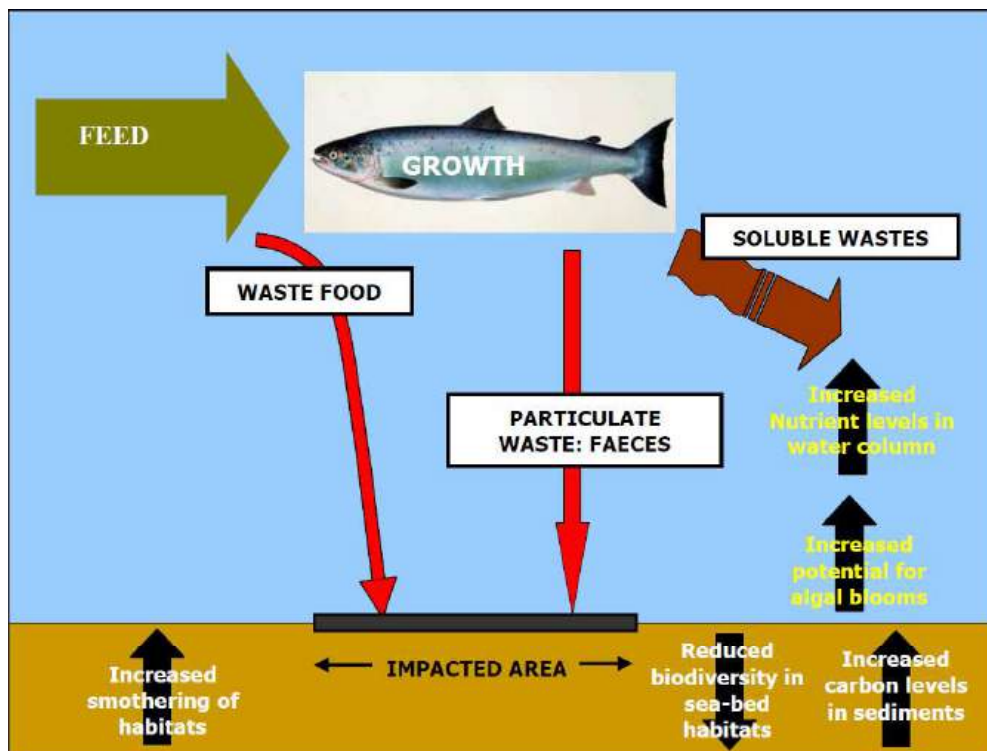 FEED
GROWTH
SOLUBLE WASTES
WASTE FOOD
PARTICULATE
WASTE: FAECES
Increased
Nutrient levels in
water column
Increased
potential for
algal blooms
IMPACTED AREA
Increased
smothering of
habitats
Reduced
biodiversity in
sea-bed
habitats
Increased
carbon levels
in sediments